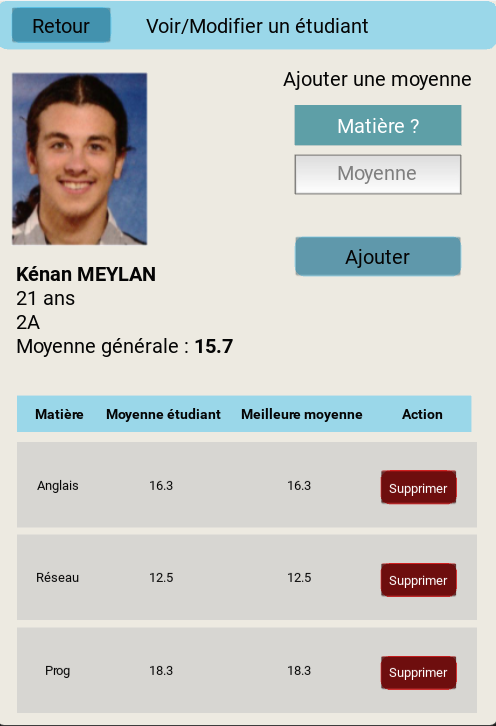 Retour
Voir/Modifier un étudiant
Ajouter une moyenne
Matière ?
Moyenne
Ajouter
Kénan MEYLAN
21 ans
2A
Moyenne générale : 15.7
Matière Moyenne étudiant Meilleure moyenne Action
Anglais 16.3 16.3 Supprimer
Réseau 12.5 12.5 Supprimer
Prog 18.3 18.3 Supprimer